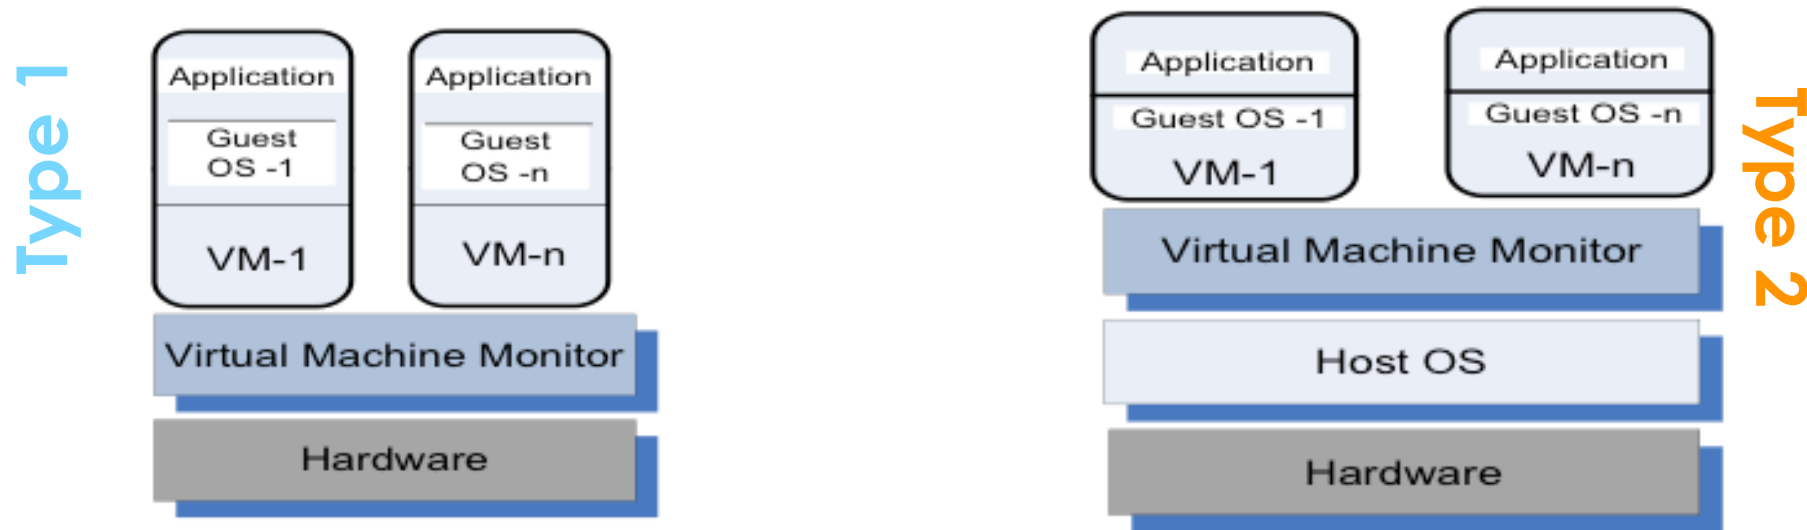 Type 1
Application
Guest
OS -1
VM-1
Application
Guest
OS -n
VM-n
Virtual Machine Monitor
Hardware
Application
Guest OS -1
VM-1
Application
Guest OS -n
VM-n
Virtual Machine Monitor
Host OS
Hardware
Type 2